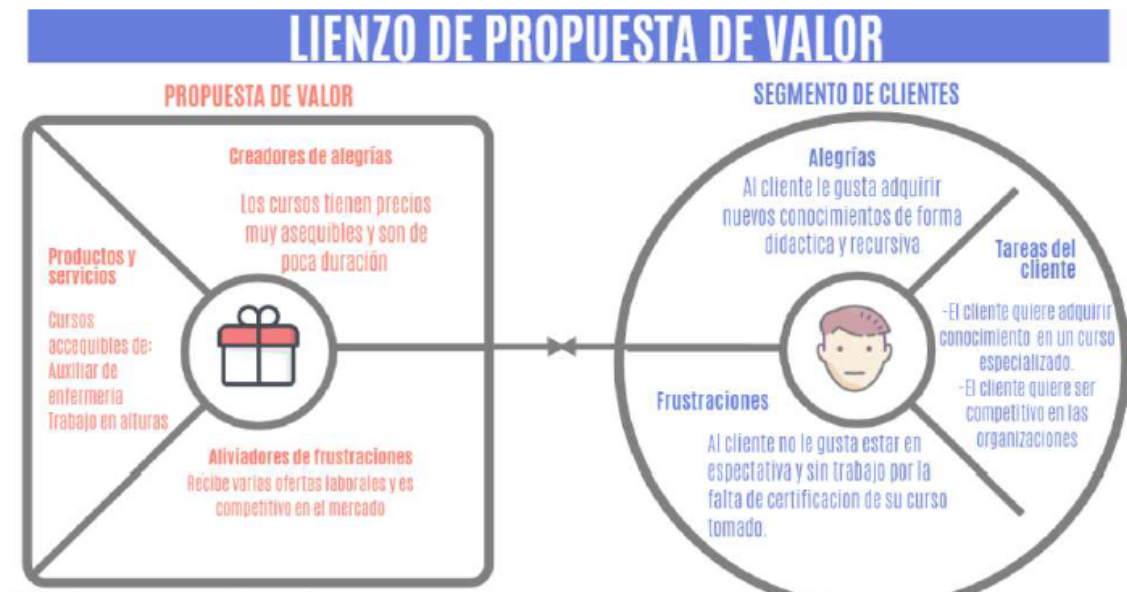 LIENZO DE PROPUESTA DE VALOR
PROPUESTA DE VALOR
Creadores de alegrías
Los cursos tienen precios
muy asequibles y son de
poca duración
Productos y
servicios
Cursos
accequibles de:
Auxiliar de
enfermeria
Trabajo en alturas
Aliviadores de frustraciones
Recibe varias ofertas laborales y es
competitivo en el mercado
SEGMENTO DE CLIENTES
Alegrías
Al cliente le gusta adquirir
nuevos conocimientos de forma
didactica y recursiva
Tareas del
cliente
-El cliente quiere adquirir
conocimiento en un curso
especializado.
-El cliente quiere ser
competitivo en las
organizaciones
Frustraciones
Al cliente no le gusta estar en
espectativa y sin trabajo por la
falta de certificacion de su curso
tomado.